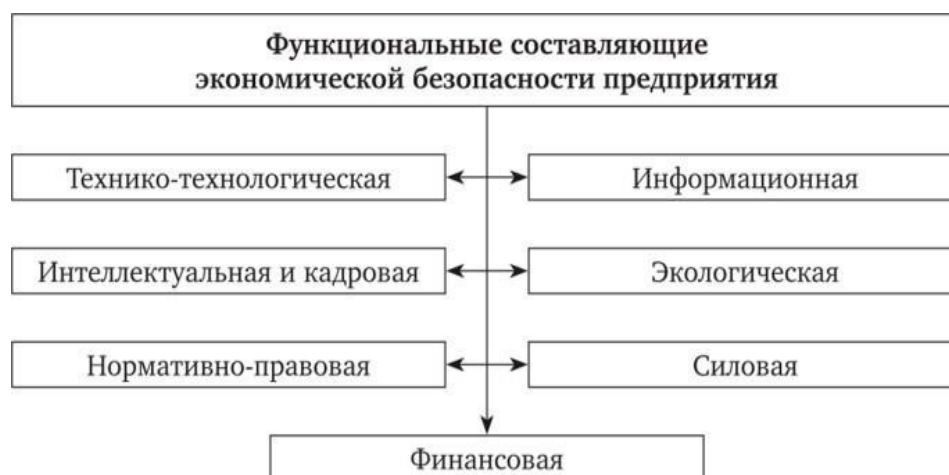 Функциональные составляющие
экономической безопасности предприятия
Технико-технологическая
Информационная
Интеллектуальная и кадровая
Экологическая
Нормативно-правовая
Силовая
Финансовая